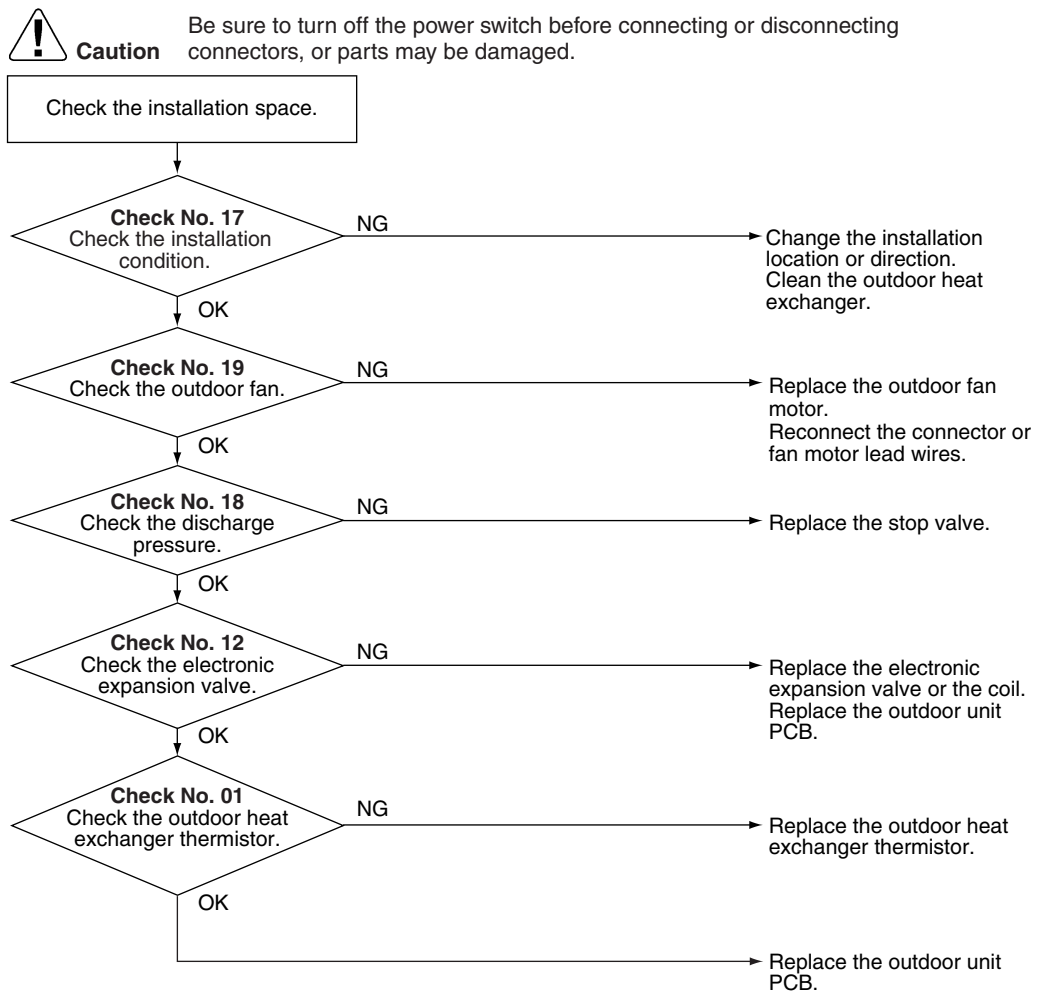 Be sure to turn off the power switch before connecting or disconnecting
Caution connectors, or parts may be damaged.
Check the installation space.
Check No. 17
Check the installation
condition.
NG
Change the installation
location or direction.
Clean the outdoor heat
exchanger.
OK
Check No. 19
Check the outdoor fan.
NG
Replace the outdoor fan
motor.
Reconnect the connector or
fan motor lead wires.
OK
Check No. 18
Check the discharge
pressure.
NG
Replace the stop valve.
OK
Check No. 12
Check the electronic
expansion valve.
NG
Replace the electronic
expansion valve or the coil.
Replace the outdoor unit
PCB.
OK
Check No. 01
Check the outdoor heat
exchanger thermistor.
NG
Replace the outdoor heat
exchanger thermistor.
OK
Replace the outdoor unit
PCB.